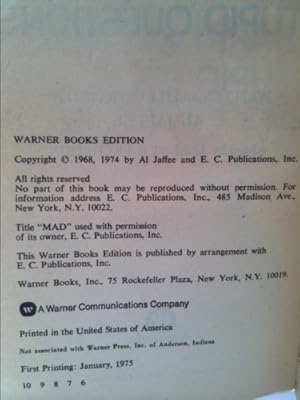 STUPID QUESTIONS
WARNER BOOKS EDITION
Copyright © 1968, 1974 by Al Jaffee and E. C. Publications, Inc.
All rights reserved
No part of this book may be reproduced without permission. For
information address E. C. Publications, Inc., 485 Madison Ave.,
New York, N.Y. 10022.
Title "MAD" used with permission
of its owner, E. C. Publications, Inc.
This Warner Books Edition is published by arrangement with
E. C. Publications, Inc.
Warner Books, Inc., 75 Rockefeller Plaza, New York, N.Y. 10019.
W A Warner Communications Company
Printed in the United States of America
Not associated with Warner Press, Inc. of Anderson, Indiana
First Printing: January, 1975
10 9 8 7 6